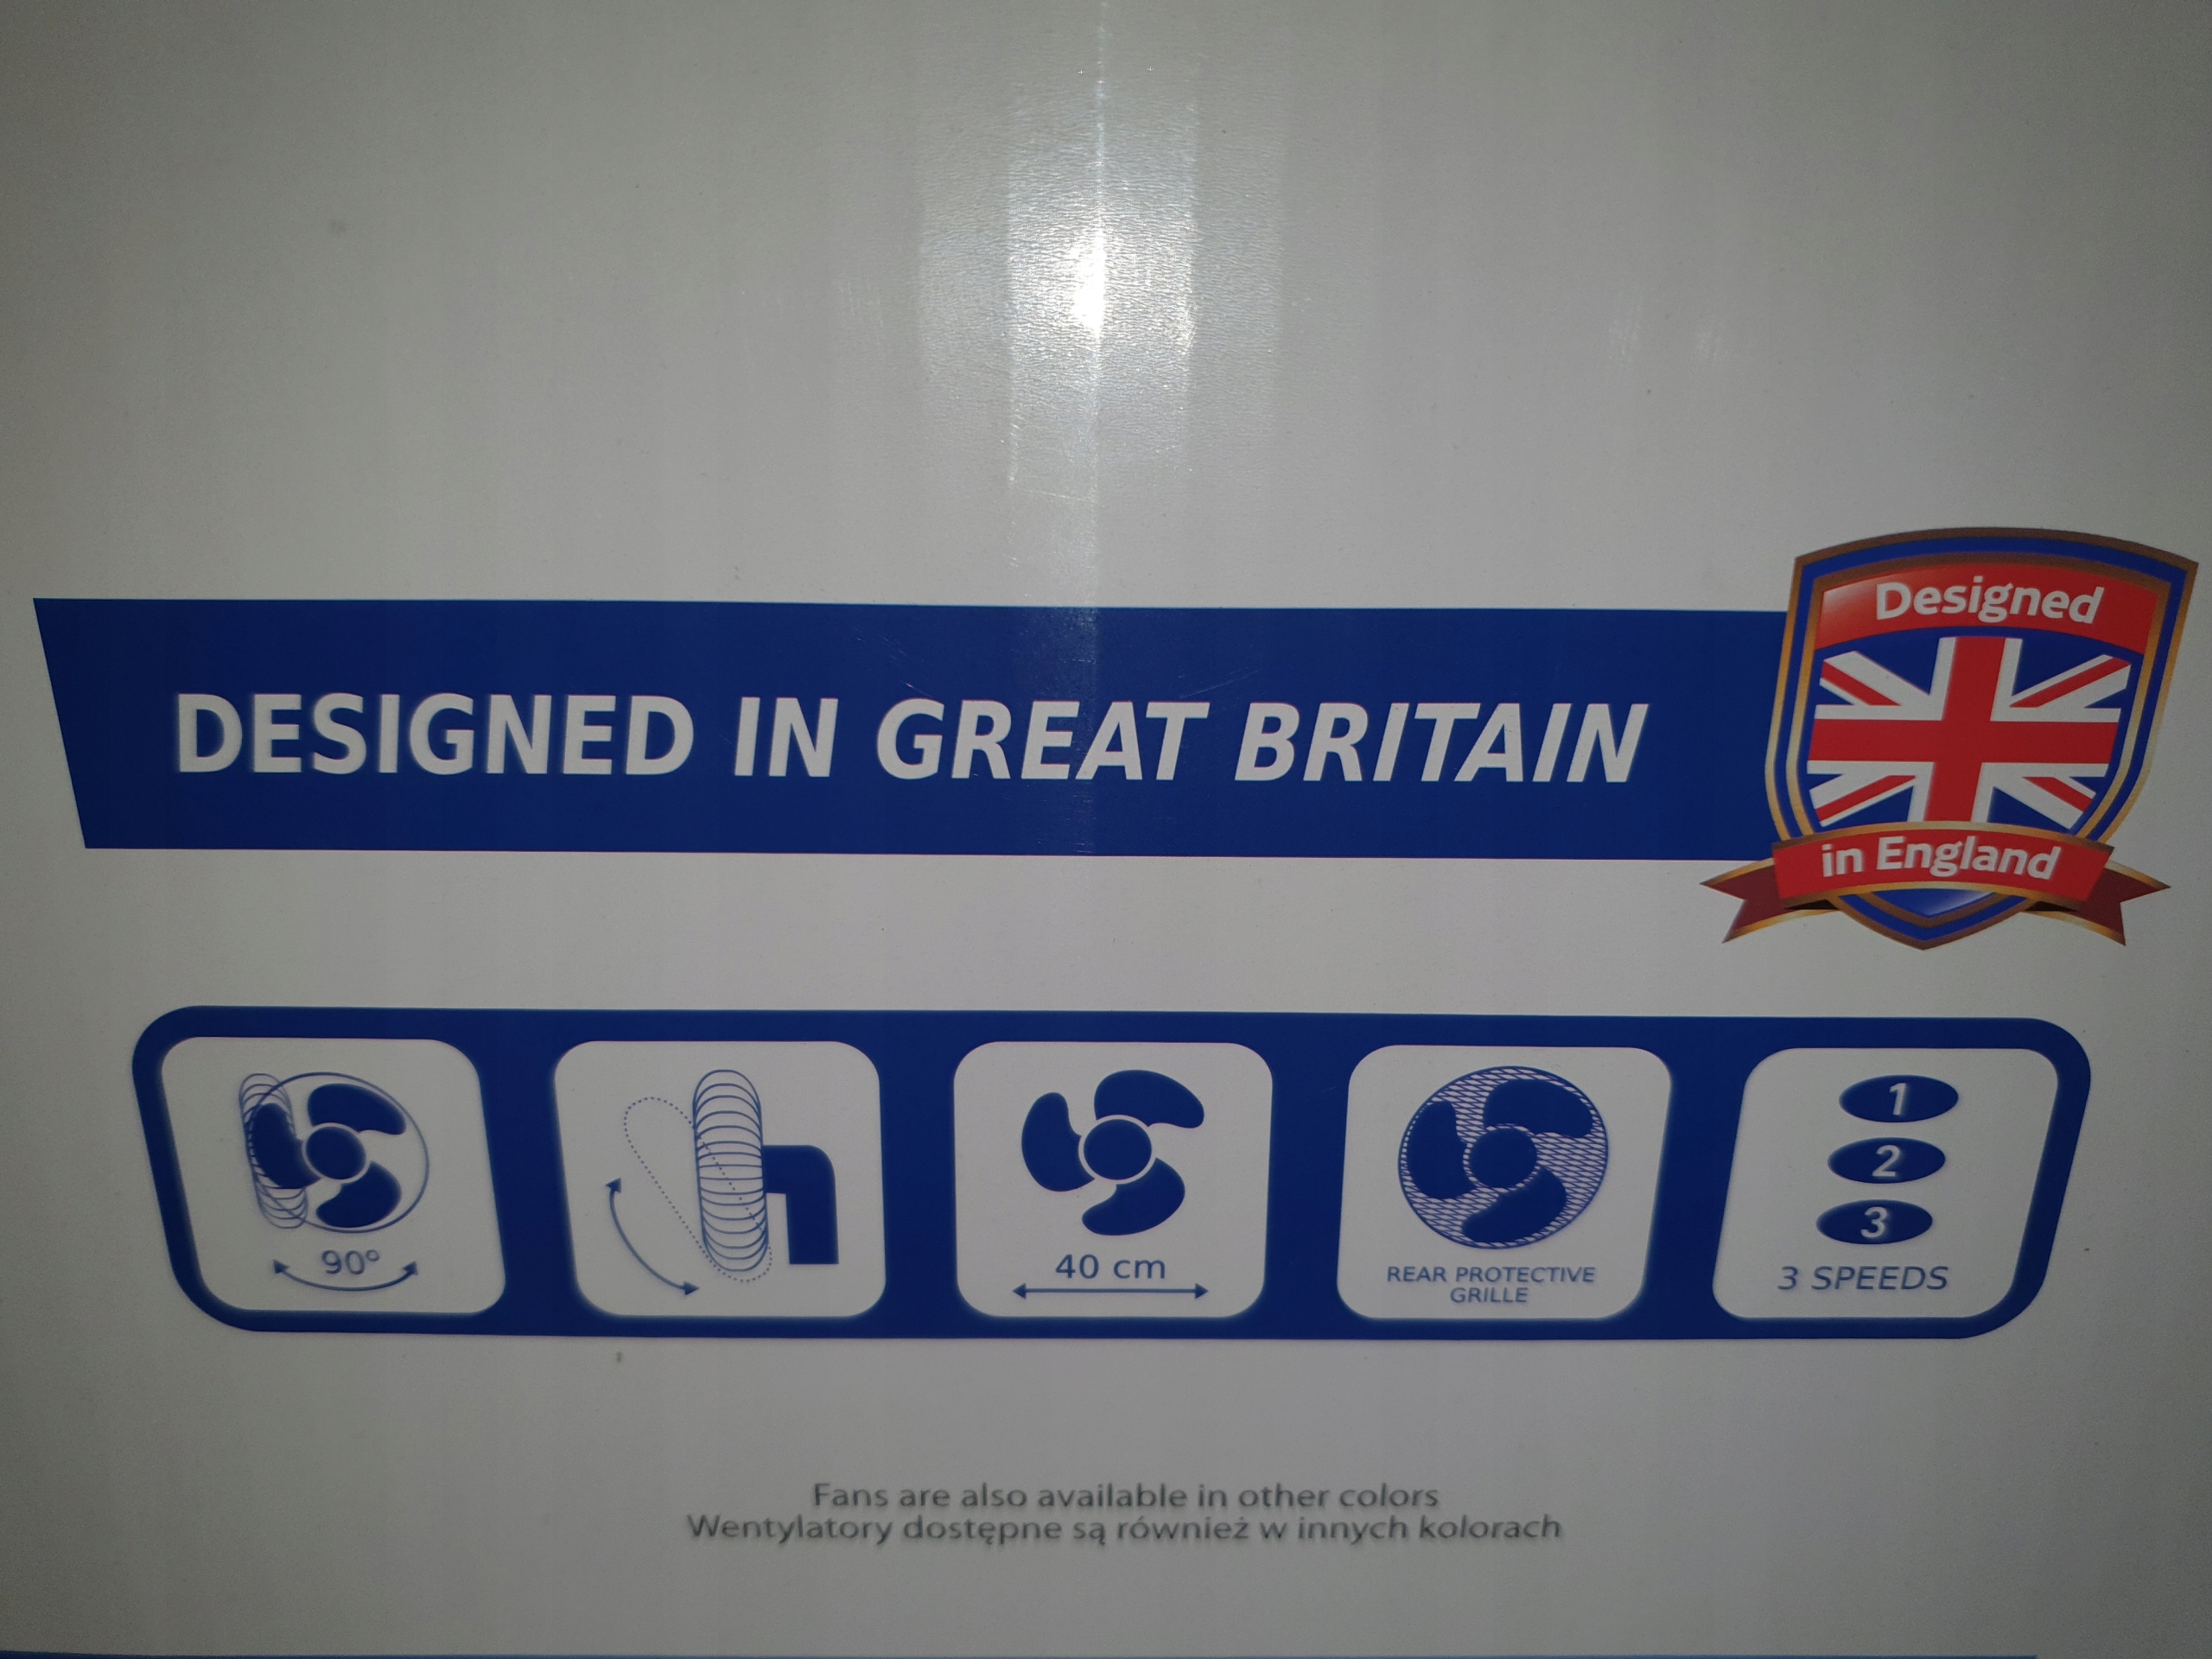 Designed
DESIGNED IN GREAT BRITAIN
in England
90°
40 cm
REAR PROTECTIVE
GRILLE
1
2
3
3 SPEEDS
Fans are also available in other colors
Wentylatory dostępne są również w innych kolorach